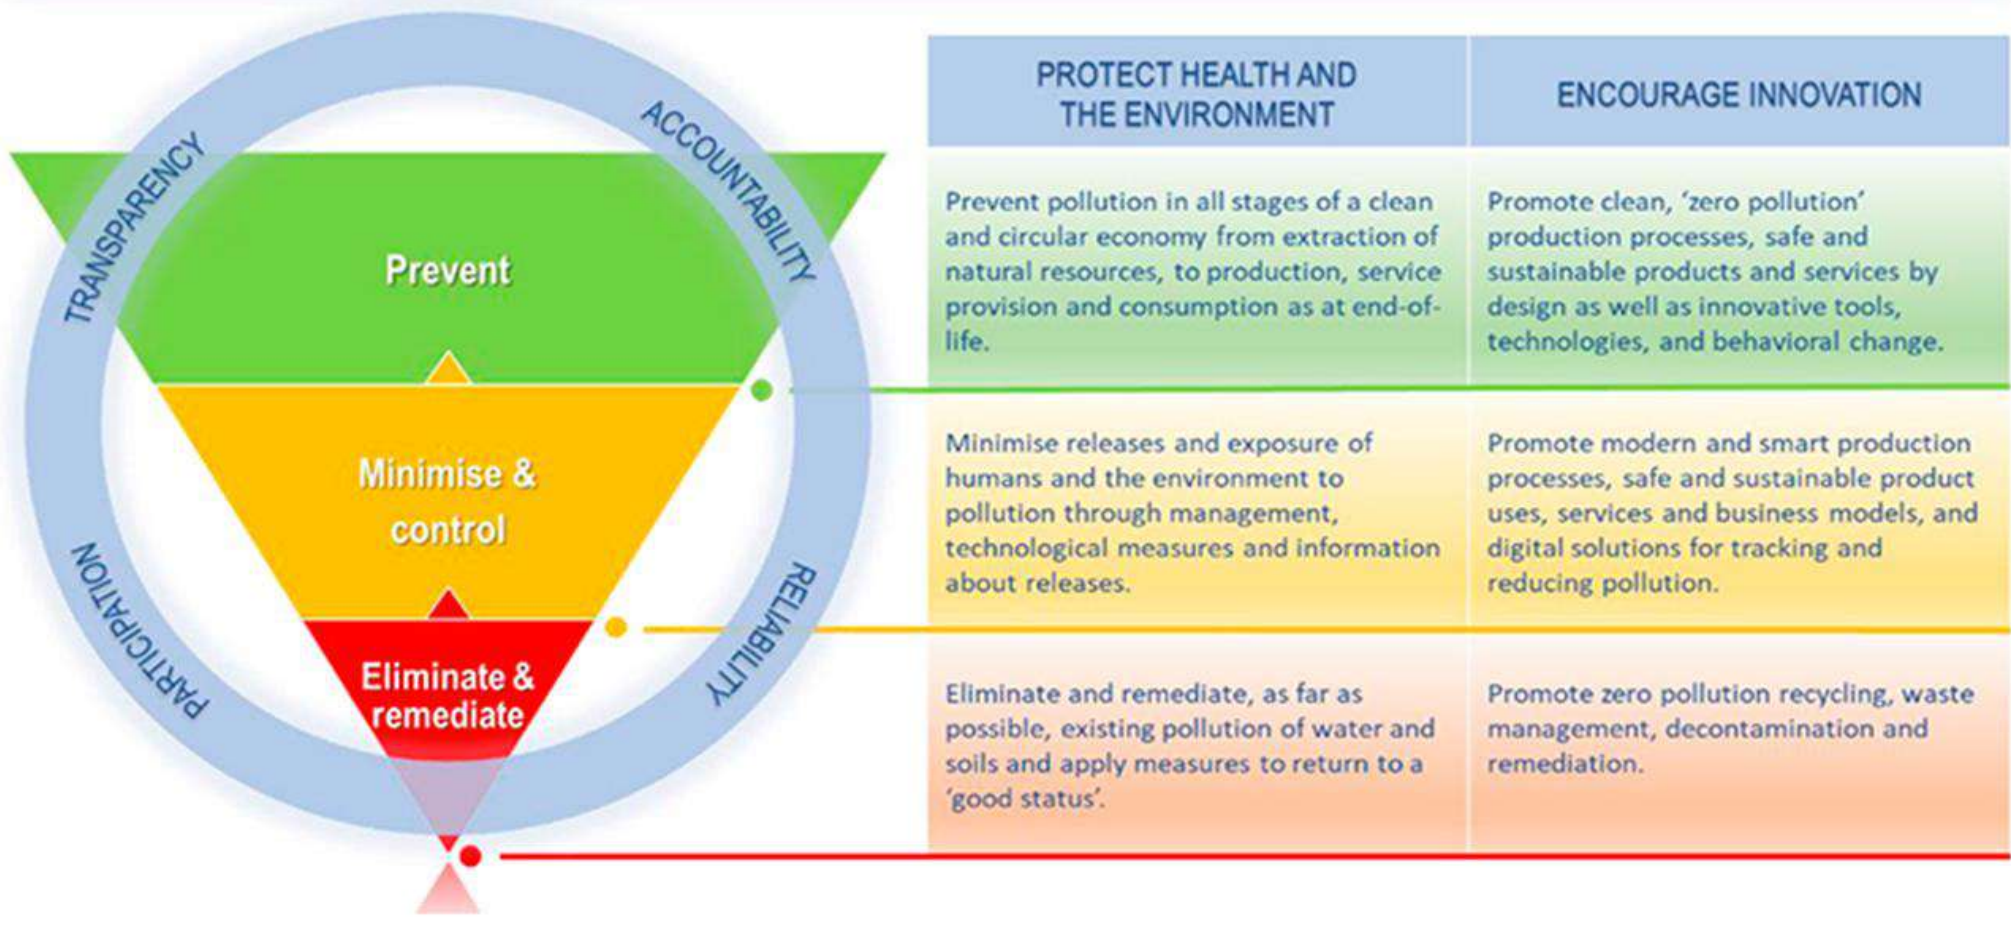 TRANSPARENCY
ACCOUNTABILITY
PARTICIPATION
RELIABILITY
Prevent
Minimise &
control
Eliminate &
remediate
PROTECT HEALTH AND
THE ENVIRONMENT
ENCOURAGE INNOVATION
Prevent pollution in all stages of a clean
and circular economy from extraction of
natural resources, to production, service
provision and consumption as at end-of-
life.
Promote clean, ‘zero pollution’
production processes, safe and
sustainable products and services by
design as well as innovative tools,
technologies, and behavioral change.
Minimise releases and exposure of
humans and the environment to
pollution through management,
technological measures and information
about releases.
Promote modern and smart production
processes, safe and sustainable product
uses, services and business models, and
digital solutions for tracking and
reducing pollution.
Eliminate and remediate, as far as
possible, existing pollution of water and
soils and apply measures to return to a
‘good status’.
Promote zero pollution recycling, waste
management, decontamination and
remediation.